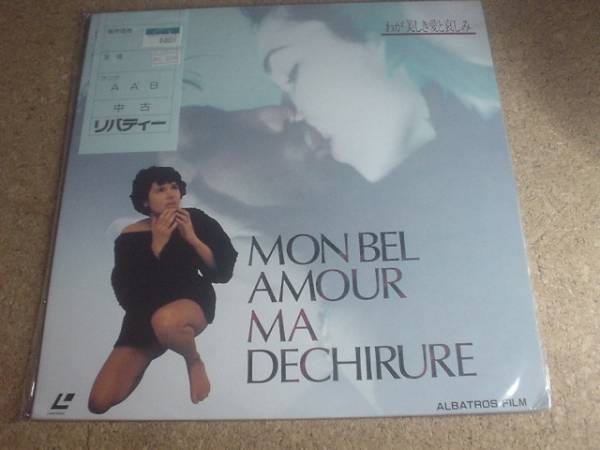 わが美しき愛と哀しみ
A A B
中古
リバティー
MON BEL
AMOUR
MA
DECHIRURE
ALBATROS FILM